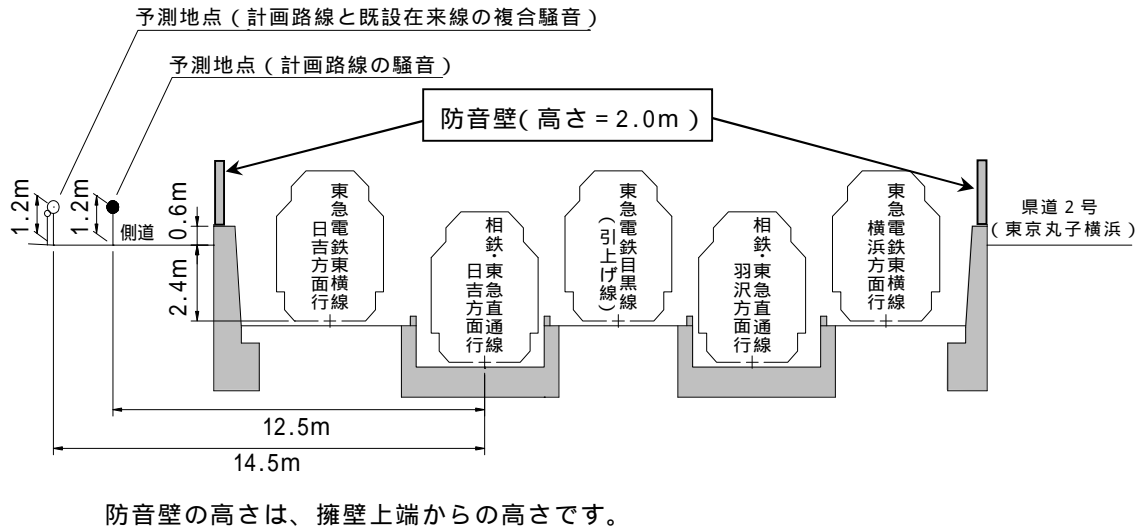 予測地点(計画路線と既設在来線の複合騒音)
予測地点(計画路線の騒音)
防音壁(高さ=2.0m)
1.2m
1.2m
側道
0.6m
2.4m
東急電鉄東横線
日吉方面行
相鉄・東急直通線
日吉方面行
東急電鉄目黒線
(引上げ線)
相鉄・東急直通線
羽沢方面行
東急電鉄東横線
横浜方面行
県道2号
(東京丸子横浜)
12.5m
14.5m
防音壁の高さは、擁壁上端からの高さです。